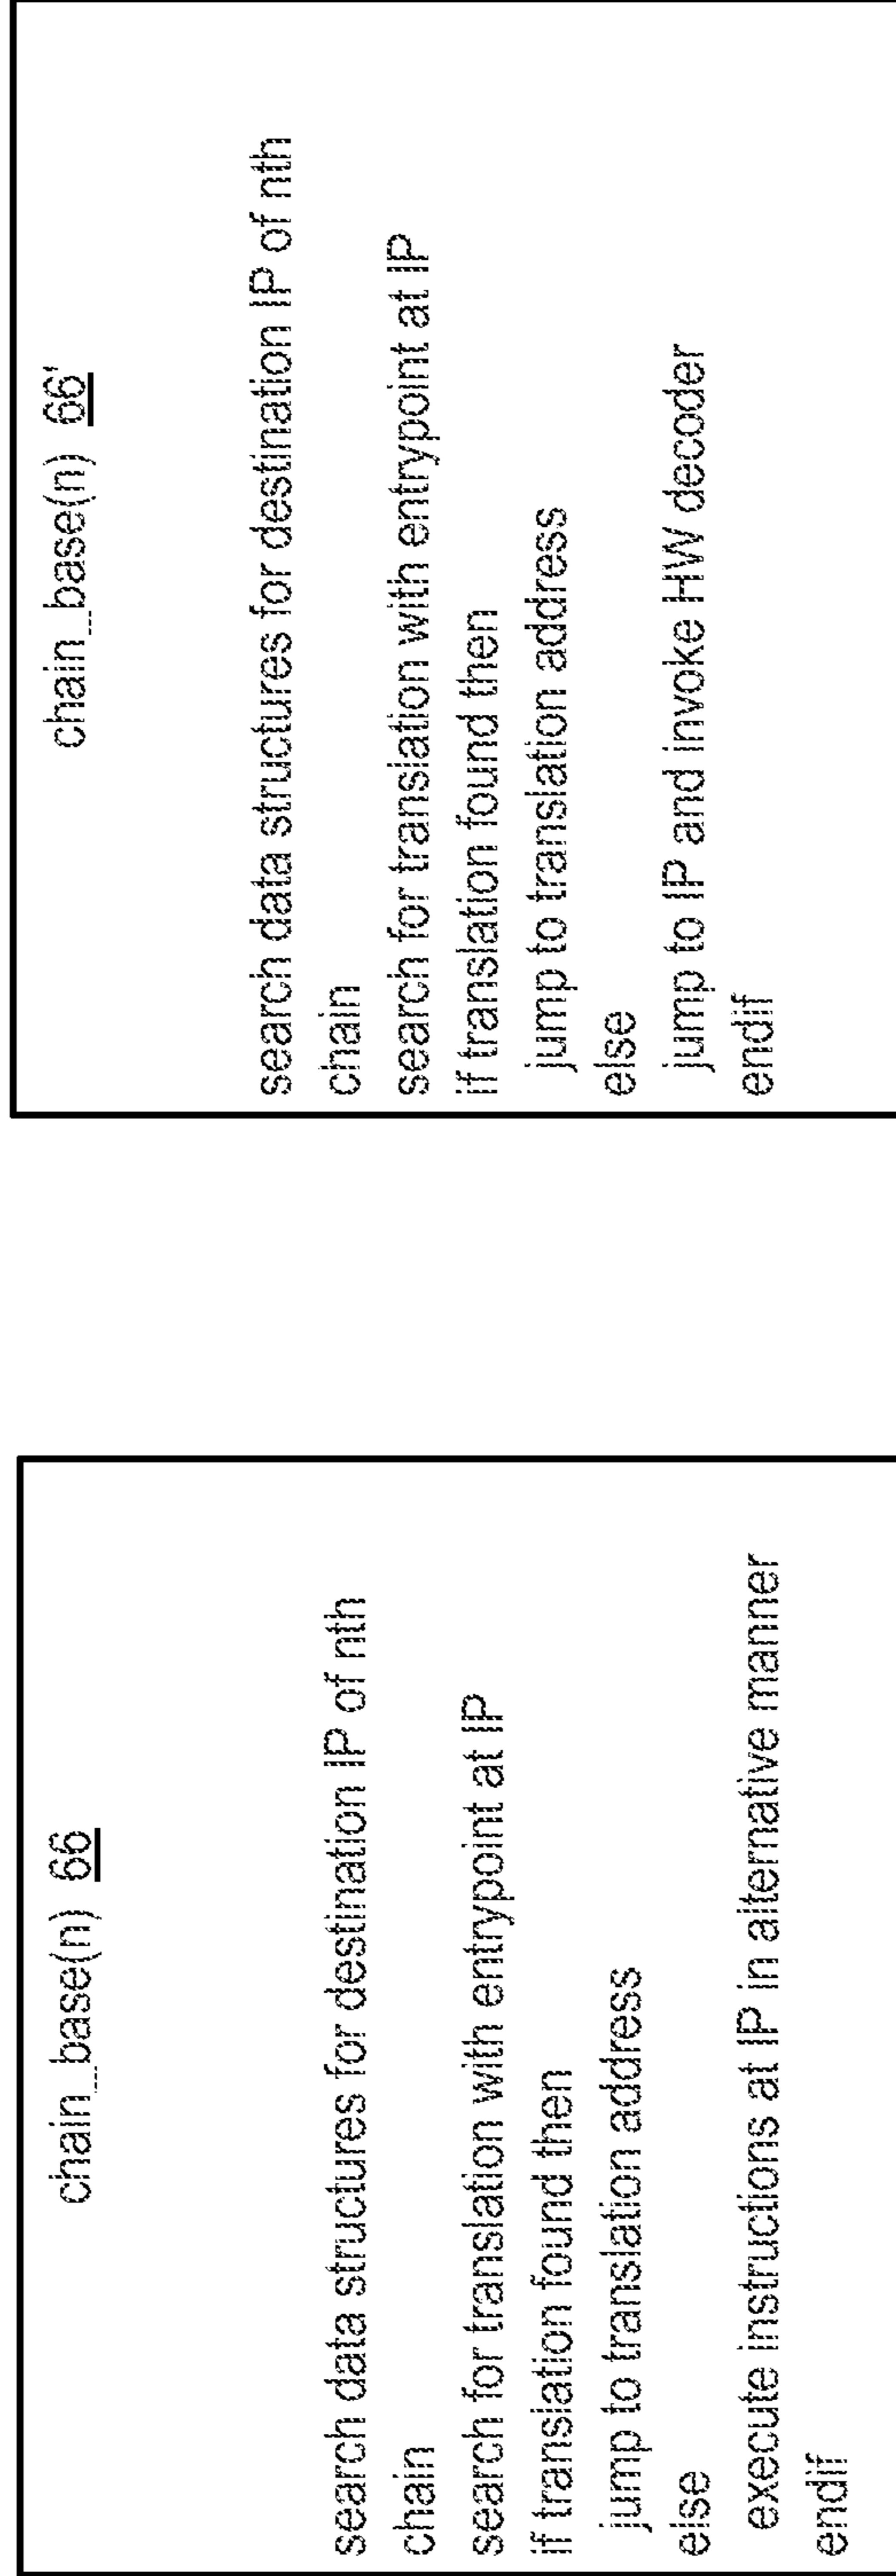 chain_base(n) 66
search data structures for destination IP of nth
chain
search for translation with entrypoint at IP
if translation found then
jump to translation address
else
execute instructions at IP in alternative manner
endif
chain_base(n) 66'
search data structures for destination IP of nth
chain
search for translation with entrypoint at IP
if translation found then
jump to translation address
else
jump to IP and invoke HW decoder
endif